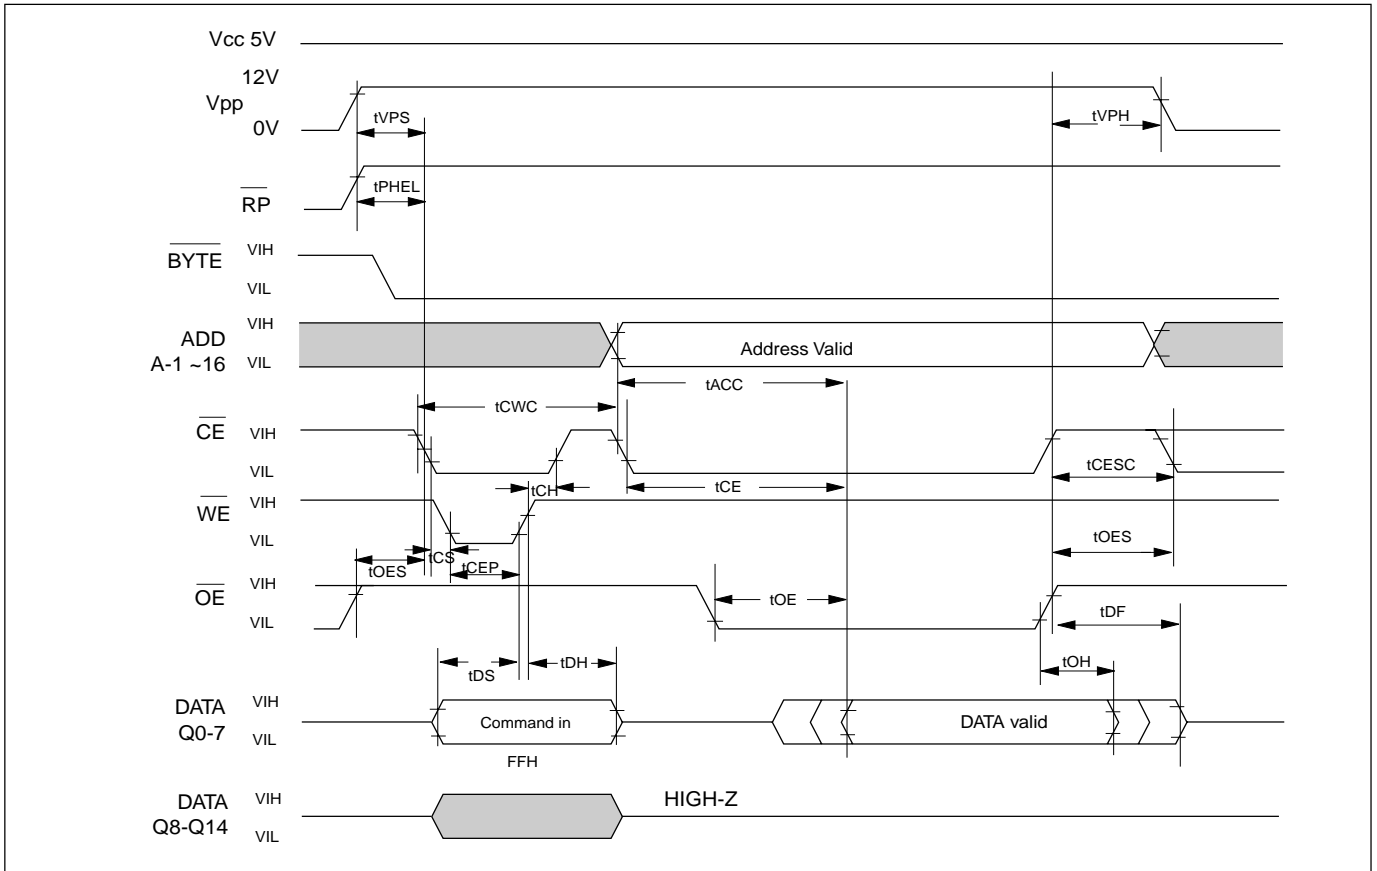 Vcc 5V
12V
Vpp
0V
tVPS
tVPH
RP
tPHEL
BYTE
VIH
VIL
ADD
A-1 ~16
VIH
VIL
Address Valid
tACC
tCWC
CE
VIH
VIL
tCH
tCE
tCESC
WE
VIH
VIL
tCS
tOES
tCEP
tOES
OE
VIH
VIL
tOE
tDF
tDS
tDH
tOH
DATA
Q0-7
VIH
VIL
Command in
DATA valid
FFH
DATA
Q8-Q14
VIH
VIL
HIGH-Z